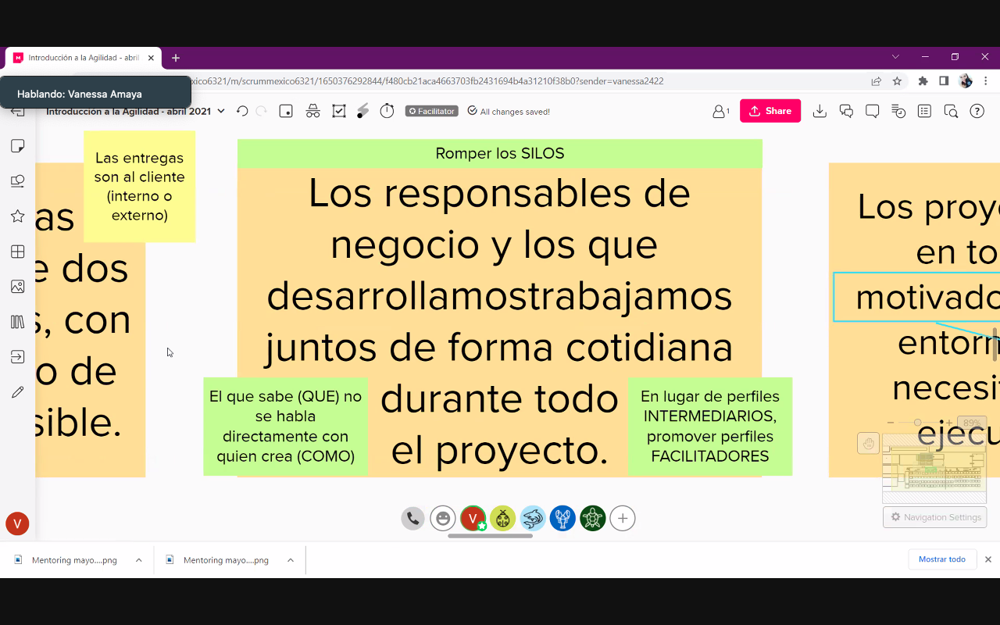 Introducción a la Agilidad - abril
xico6321/m/scrummexico6321/1650376292844/f480cb21aca4663703fb2431694b4a31210f38b0?sender=vanessa2422
Hablando: Vanessa Amaya
Introducción a la Agilidad - abril 2021
Facilitator
All changes saved!
1
Share
Las entregas
son al cliente
(interno o
externo)
as
e dos
s, con
o de
sible.
Romper los SILOS
Los responsables de
negocio y los que
desarrollamostrabajamos
juntos de forma cotidiana
durante todo
el proyecto.
El que sabe (QUE) no
se habla
directamente con
quien crea (COMO)
En lugar de perfiles
INTERMEDIARIOS,
promover perfiles
FACILITADORES
Los proye
en to
motivado
entorn
necesit
ejecu
89%
Navigation Settings
V
V
Mentoring mayo....png
Mentoring mayo....png
Mostrar todo